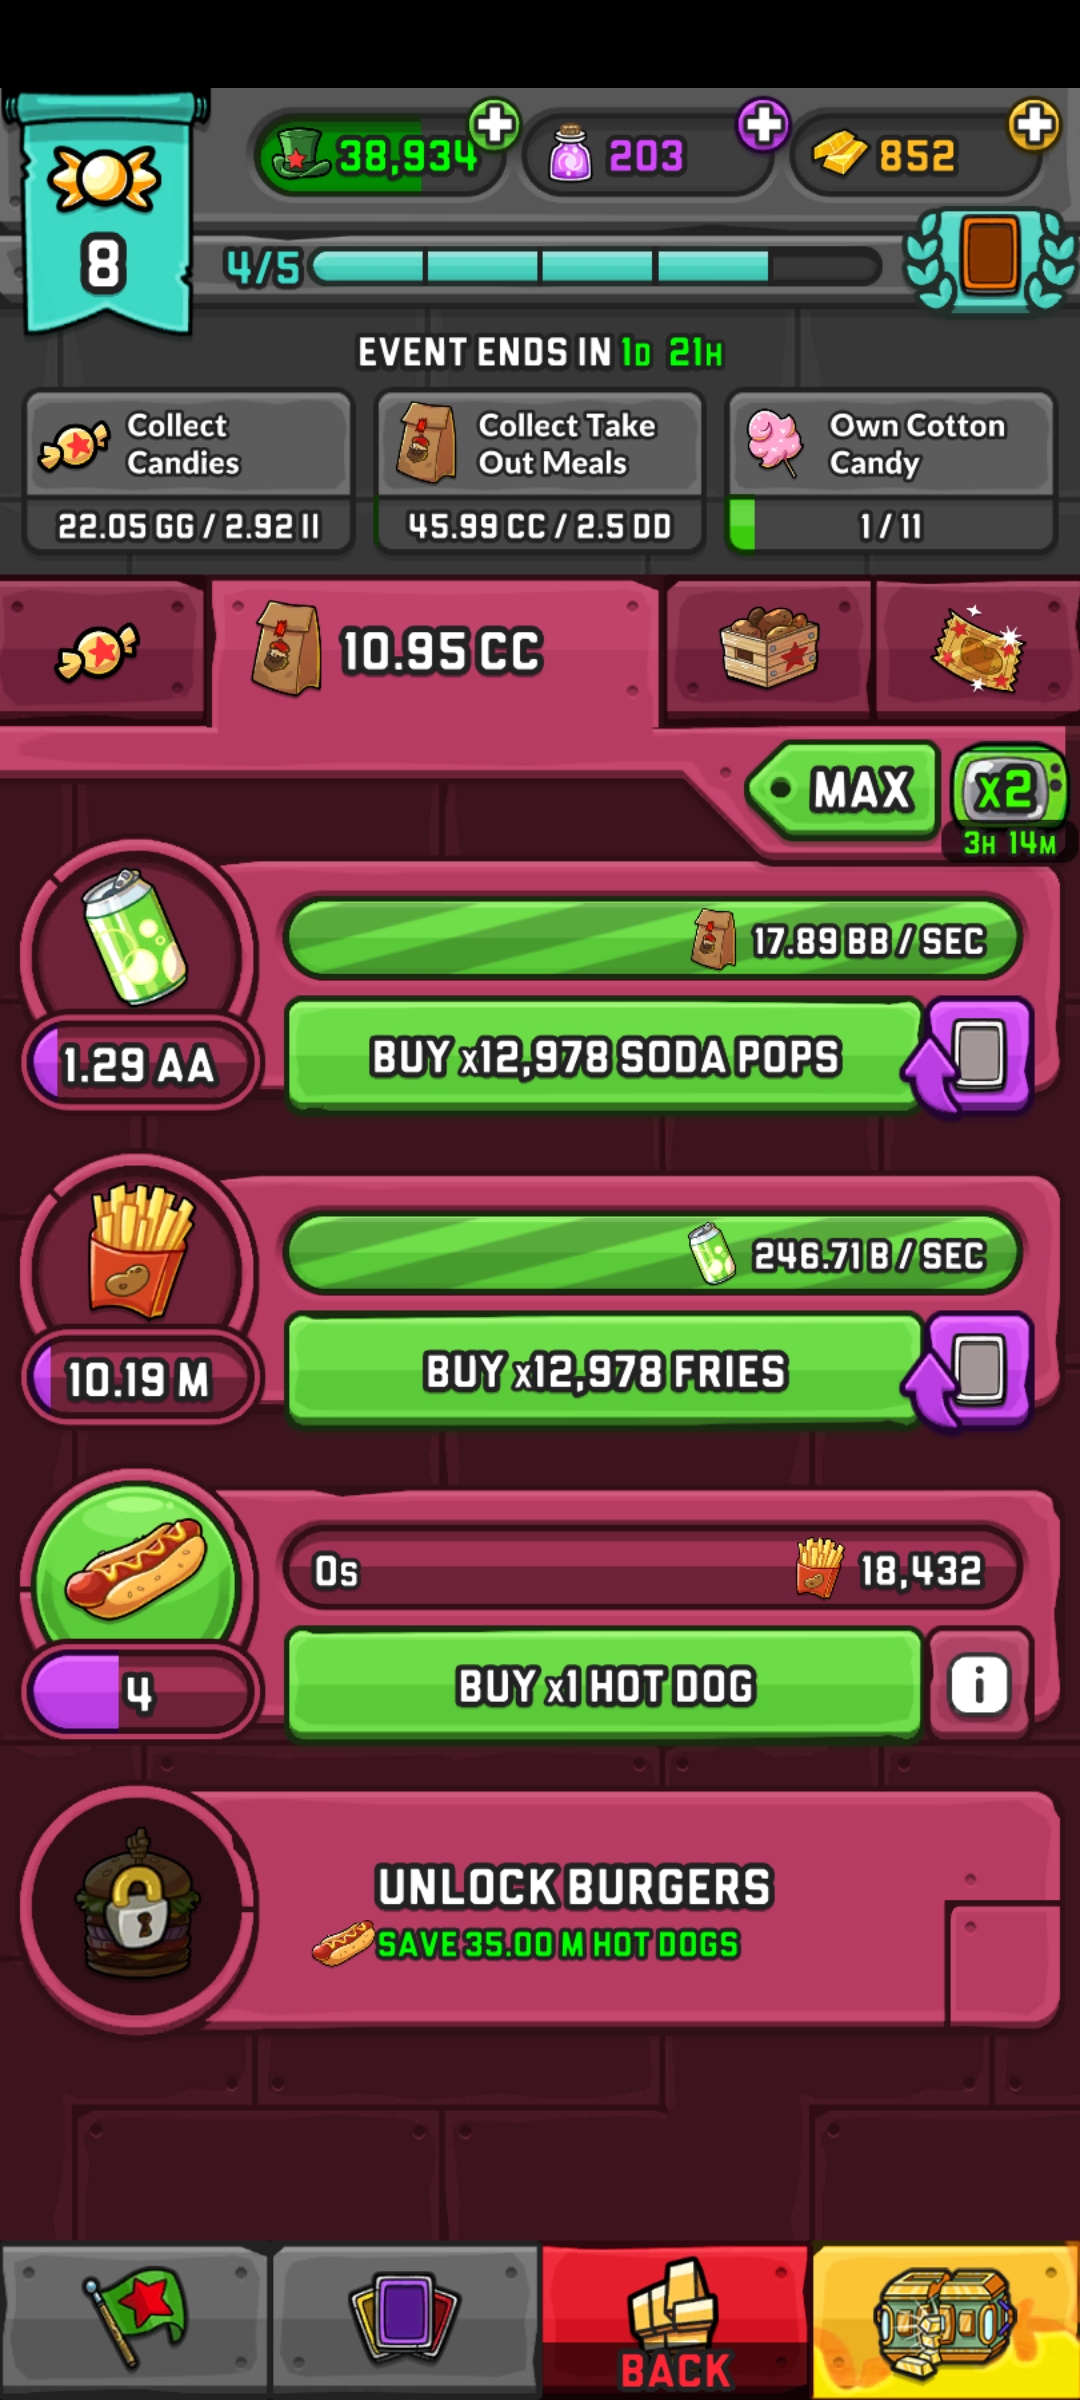 38,934
203
852
8
4/5
EVENT ENDS IN 1D 21H
Collect
Candies
22.05 GG / 2.92 II
Collect Take
Out Meals
45.99 CC / 2.5 DD
Own Cotton
Candy
1 / 11
10.95 CC
MAX
x2
3H 14M
17.89 BB / SEC
1.29 AA
BUY x12,978 SODA POPS
246.71 B / SEC
10.19 M
BUY x12,978 FRIES
0s
18,432
4
BUY x1 HOT DOG
i
UNLOCK BURGERS
SAVE 35.00 M HOT DOGS
BACK